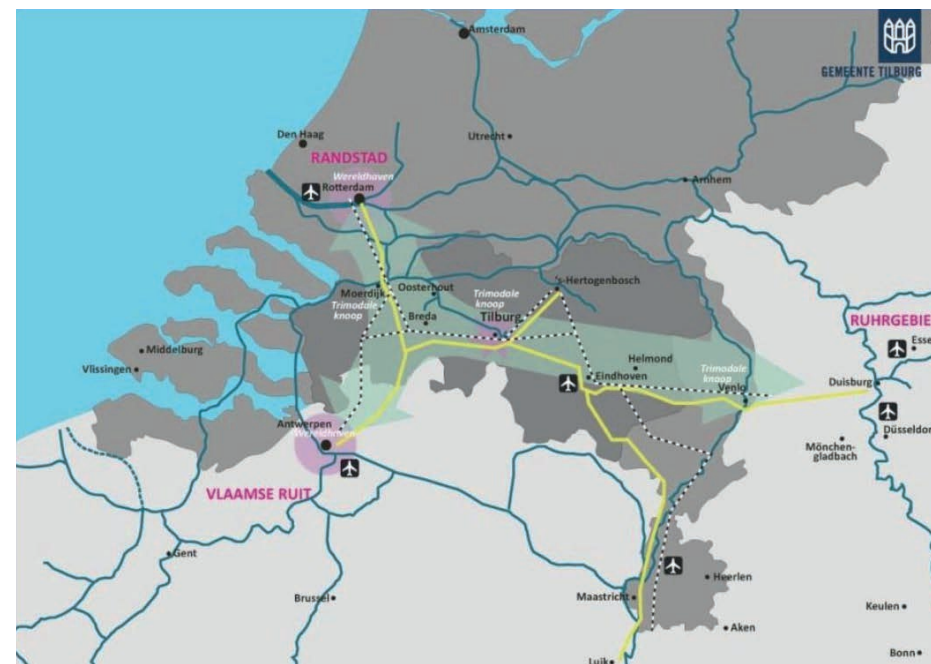 Amsterdam
GEMEENTE TILBURG
Den Haag
Utrecht
RANDSTAD
Wereldhaven
Rotterdam
Arnhem
's-Hertogenbosch
Moerdijk
Oosterhout
Trimodale
knoop
Trimodale
knoop
Tilburg
Breda
Middelburg
Vlissingen
RUHRGEBIE
Esse
Helmond
Eindhoven
Trimodale
knoop
Venlo
Duisburg
Antwerpen
Wereldhaven
Düsseldor
Mönchen-
gladbach
VLAAMSE RUIT
Gent
Brussel
Maastricht
Heerlen
Keulen
Aken
Luik
Bonn